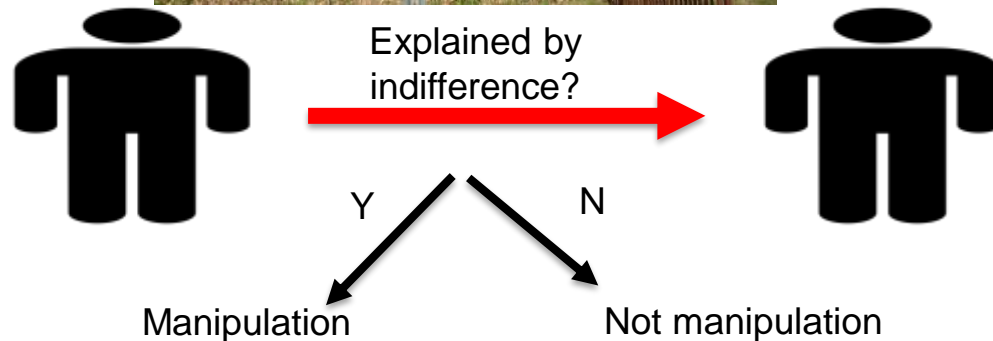 Explained by
indifference?
Y
N
Manipulation
Not manipulation